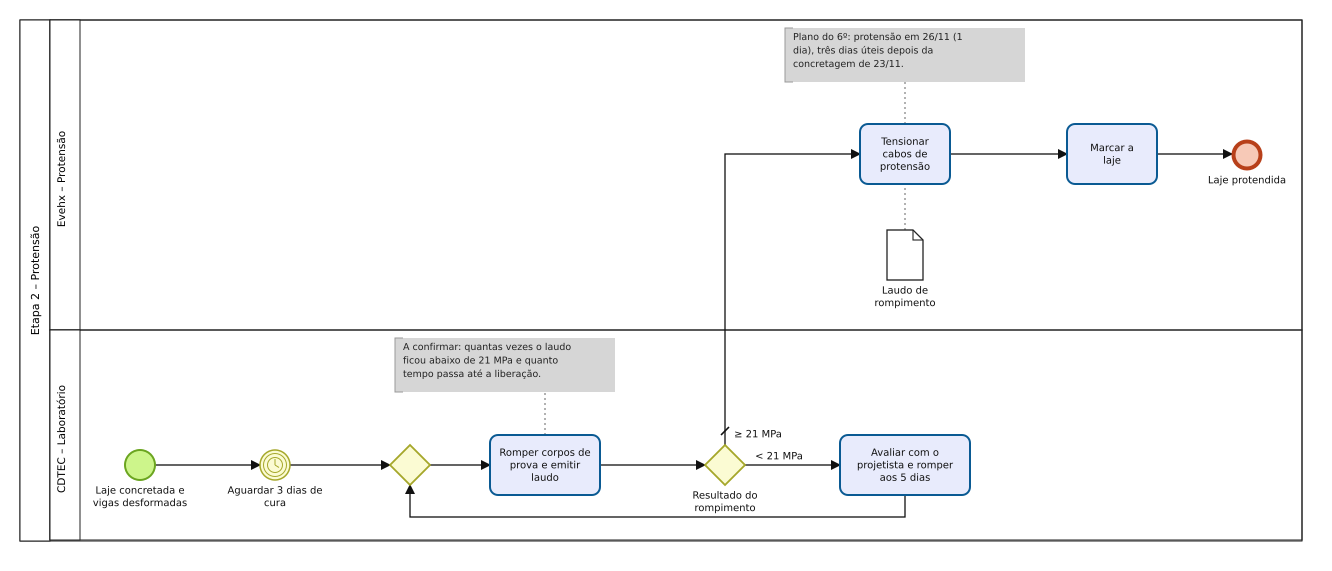 Etapa 2 – Protensão
Evehx – Protensão
Plano do 6º: protensão em 26/11 (1
dia), três dias úteis depois da
concretagem de 23/11.
Tensionar
cabos de
protensão
Marcar a
laje
Laje protendida
Laudo de
rompimento
CDTEC – Laboratório
A confirmar: quantas vezes o laudo
ficou abaixo de 21 MPa e quanto
tempo passa até a liberação.
Laje concretada e
vigas desformadas
Aguardar 3 dias de
cura
Romper corpos de
prova e emitir
laudo
≥ 21 MPa
< 21 MPa
Resultado do
rompimento
Avaliar com o
projetista e romper
aos 5 dias